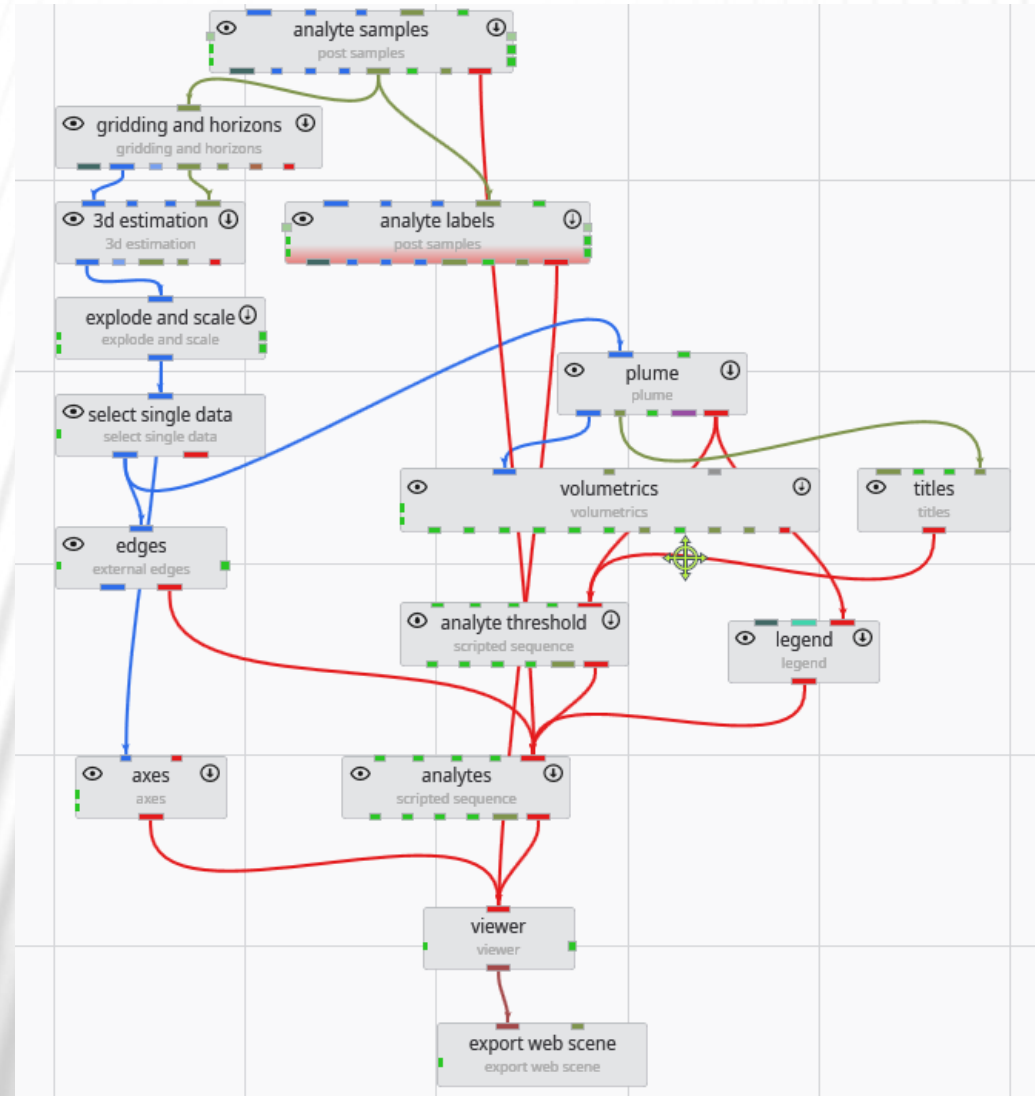 analyte samples
post samples
gridding and horizons
gridding and horizons
3d estimation
3d estimation
analyte labels
post samples
explode and scale
explode and scale
plume
plume
select single data
select single data
volumetrics
volumetrics
titles
titles
edges
external edges
analyte threshold
scripted sequence
legend
legend
axes
axes
analytes
scripted sequence
viewer
viewer
export web scene
export web scene